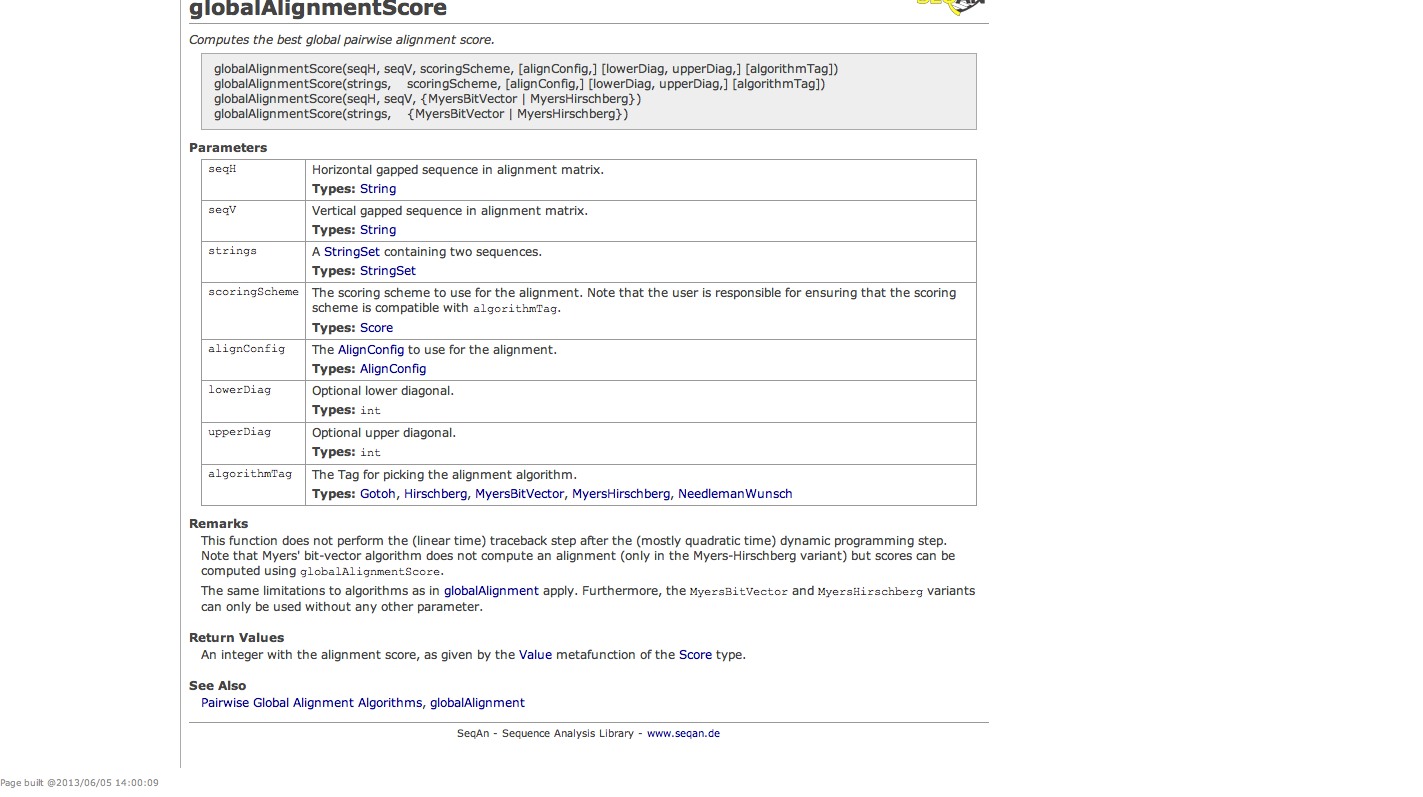 globalAlignmentScore
SEQAN
Computes the best global pairwise alignment score.
globalAlignmentScore(seqH, seqV, scoringScheme, [alignConfig,] [lowerDiag, upperDiag,] [algorithmTag])
globalAlignmentScore(strings, scoringScheme, [alignConfig,] [lowerDiag, upperDiag,] [algorithmTag])
globalAlignmentScore(seqH, seqV, {MyersBitVector | MyersHirschberg})
globalAlignmentScore(strings, {MyersBitVector | MyersHirschberg})
Parameters
seqH Horizontal gapped sequence in alignment matrix.
Types: String
seqV Vertical gapped sequence in alignment matrix.
Types: String
strings A StringSet containing two sequences.
Types: StringSet
scoringScheme The scoring scheme to use for the alignment. Note that the user is responsible for ensuring that the scoring
scheme is compatible with algorithmTag.
Types: Score
alignConfig The AlignConfig to use for the alignment.
Types: AlignConfig
lowerDiag Optional lower diagonal.
Types: int
upperDiag Optional upper diagonal.
Types: int
algorithmTag The Tag for picking the alignment algorithm.
Types: Gotoh, Hirschberg, MyersBitVector, MyersHirschberg, NeedlemanWunsch
Remarks
This function does not perform the (linear time) traceback step after the (mostly quadratic time) dynamic programming step.
Note that Myers' bit-vector algorithm does not compute an alignment (only in the Myers-Hirschberg variant) but scores can be
computed using globalAlignmentScore.
The same limitations to algorithms as in globalAlignment apply. Furthermore, the MyersBitVector and MyersHirschberg variants
can only be used without any other parameter.
Return Values
An integer with the alignment score, as given by the Value metafunction of the Score type.
See Also
Pairwise Global Alignment Algorithms, globalAlignment
SeqAn - Sequence Analysis Library - www.seqan.de
Page built @2013/06/05 14:00:09